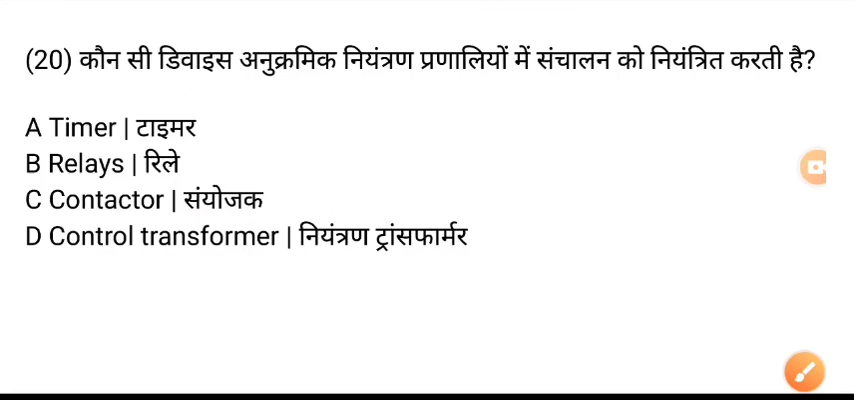 (20) कौन सी डिवाइस अनुक्रमिक नियंत्रण प्रणालियों में संचालन को नियंत्रित करती है?
A Timer | टाइमर
B Relays | रिले
C Contactor | संयोजक
D Control transformer | नियंत्रण ट्रांसफार्मर